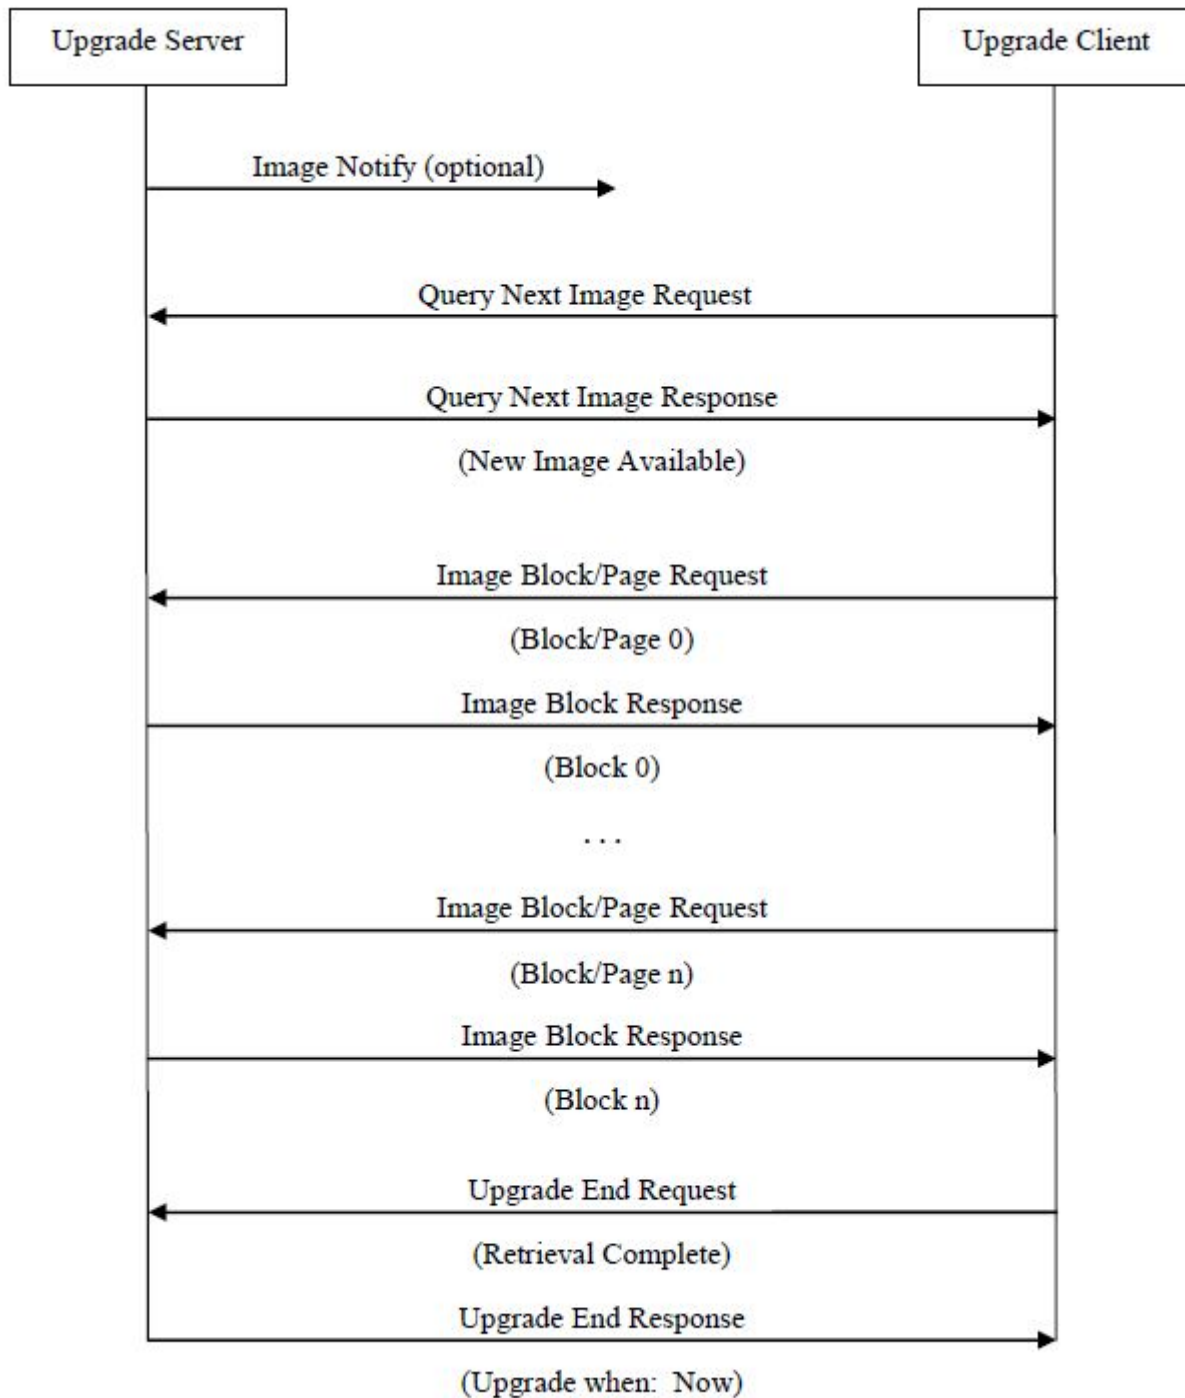 Upgrade Server
Upgrade Client
Image Notify (optional)
Query Next Image Request
Query Next Image Response
(New Image Available)
Image Block/Page Request
(Block/Page 0)
Image Block Response
(Block 0)
. . .
Image Block/Page Request
(Block/Page n)
Image Block Response
(Block n)
Upgrade End Request
(Retrieval Complete)
Upgrade End Response
(Upgrade when:  Now)